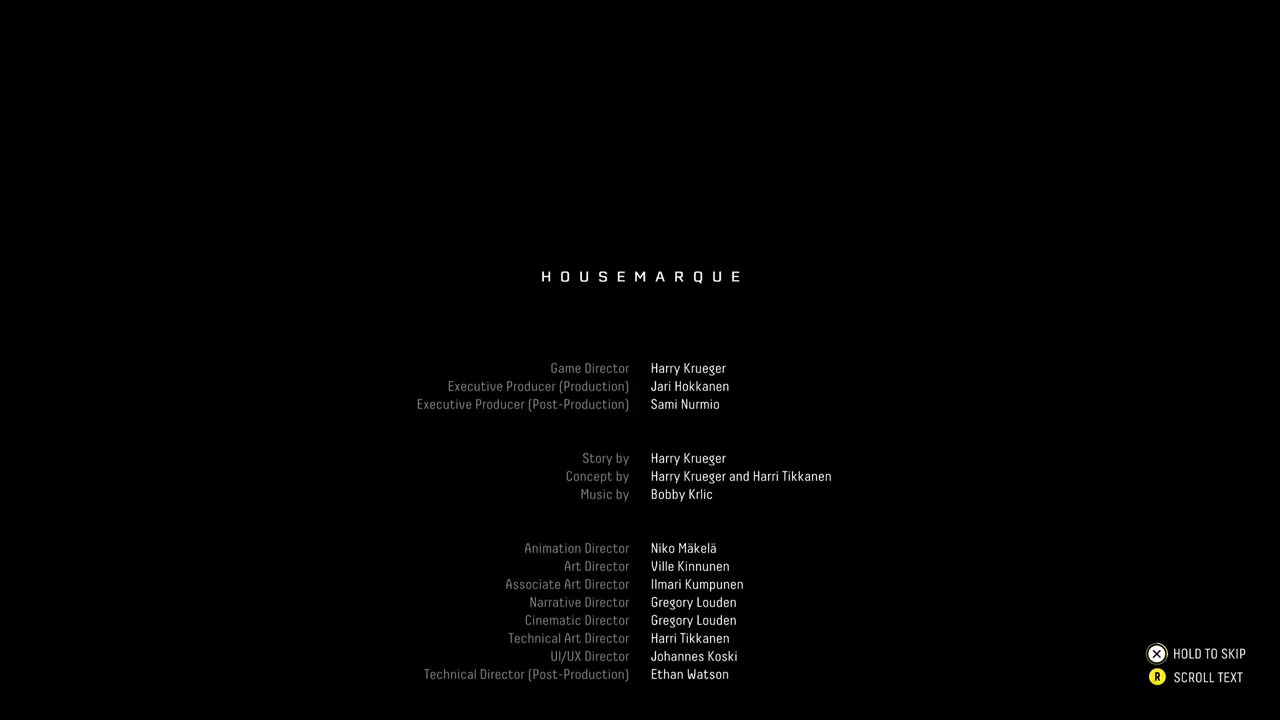 HOUSEMARQUE
Game Director Harry Krueger
Executive Producer (Production) Jari Hokkanen
Executive Producer (Post-Production) Sami Nurmio
Story by Harry Krueger
Concept by Harry Krueger and Harri Tikkanen
Music by Bobby Krlic
Animation Director Niko Mäkelä
Art Director Ville Kinnunen
Associate Art Director Ilmari Kumpunen
Narrative Director Gregory Louden
Cinematic Director Gregory Louden
Technical Art Director Harri Tikkanen
UI/UX Director Johannes Koski
Technical Director (Post-Production) Ethan Watson
HOLD TO SKIP
R SCROLL TEXT